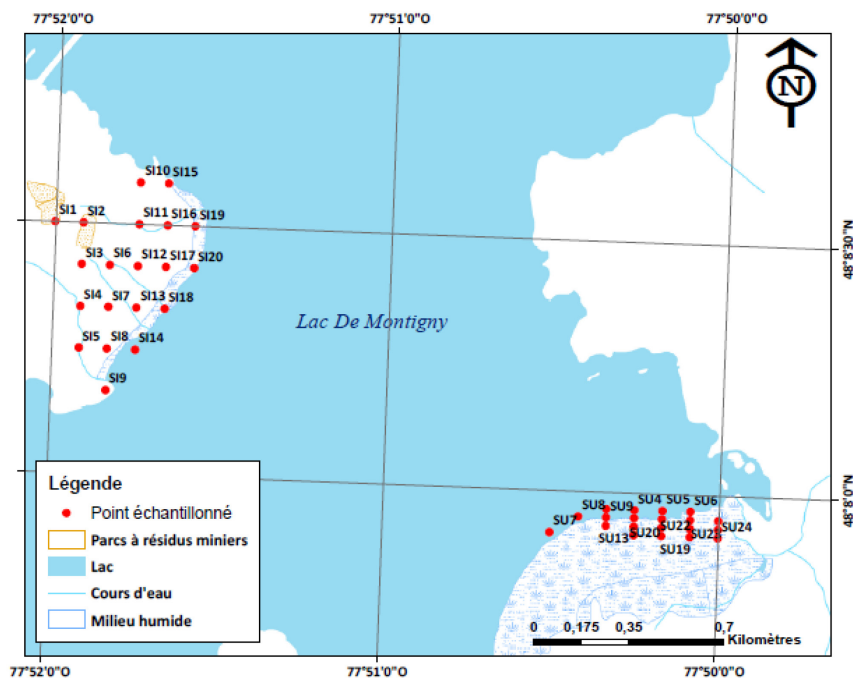 77°52'0"O 77°51'0"O 77°50'0"O
N
SI10 SI15
SI1 SI2 SI11 SI16 SI19
SI3 SI6 SI12 SI17 SI20
48°8'30"N
SI4 SI7 SI13 SI18
Lac De Montigny
SI5 SI8 SI14
SI9
Légende
Point échantillonné
Parcs à résidus miniers
Lac
Cours d'eau
Milieu humide
SU7 SU8 SU9 SU4 SU5 SU6
48°8'0"N
SU13 SU20 SU22 SU24
SU19
0 0,175 0,35 0,7
Kilomètres
77°52'0"O 77°51'0"O 77°50'0"O